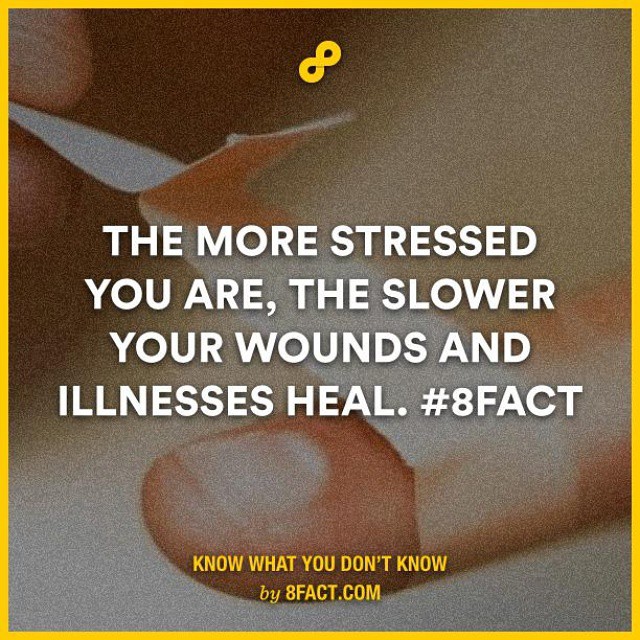 THE MORE STRESSED
YOU ARE, THE SLOWER
YOUR WOUNDS AND
ILLNESSES HEAL. #8FACT
KNOW WHAT YOU DON'T KNOW
by 8FACT.COM